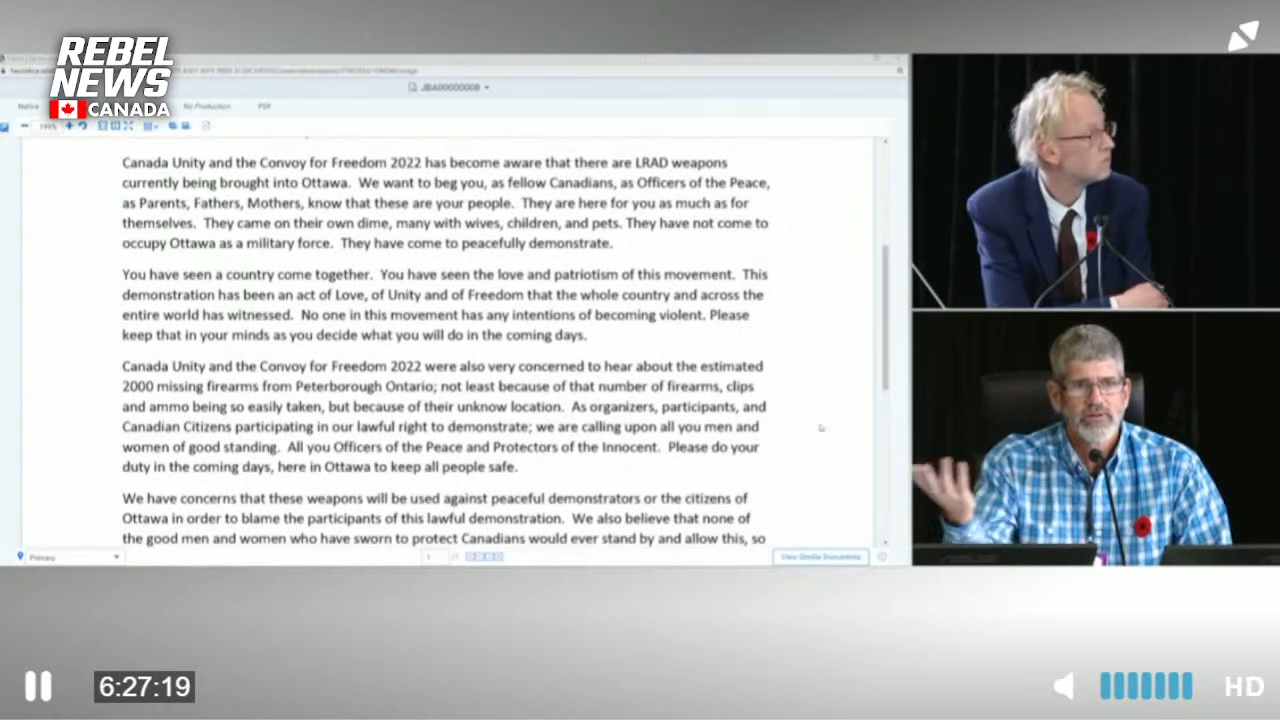 REBEL
NEWS
CANADA
JBA00000008
Native
No Production
PDF
199%
Canada Unity and the Convoy for Freedom 2022 has become aware that there are LRAD weapons
currently being brought into Ottawa. We want to beg you, as fellow Canadians, as Officers of the Peace,
as Parents, Fathers, Mothers, know that these are your people. They are here for you as much as for
themselves. They came on their own dime, many with wives, children, and pets. They have not come to
occupy Ottawa as a military force. They have come to peacefully demonstrate.
You have seen a country come together. You have seen the love and patriotism of this movement. This
demonstration has been an act of Love, of Unity and of Freedom that the whole country and across the
entire world has witnessed. No one in this movement has any intentions of becoming violent. Please
keep that in your minds as you decide what you will do in the coming days.
Canada Unity and the Convoy for Freedom 2022 were also very concerned to hear about the estimated
2000 missing firearms from Peterborough Ontario; not least because of that number of firearms, clips
and ammo being so easily taken, but because of their unknow location. As organizers, participants, and
Canadian Citizens participating in our lawful right to demonstrate; we are calling upon all you men and
women of good standing. All you Officers of the Peace and Protectors of the Innocent. Please do your
duty in the coming days, here in Ottawa to keep all people safe.
We have concerns that these weapons will be used against peaceful demonstrators or the citizens of
Ottawa in order to blame the participants of this lawful demonstration. We also believe that none of
the good men and women who have sworn to protect Canadians would ever stand by and allow this, so
Primary
View Similar Documents
6:27:19
HD